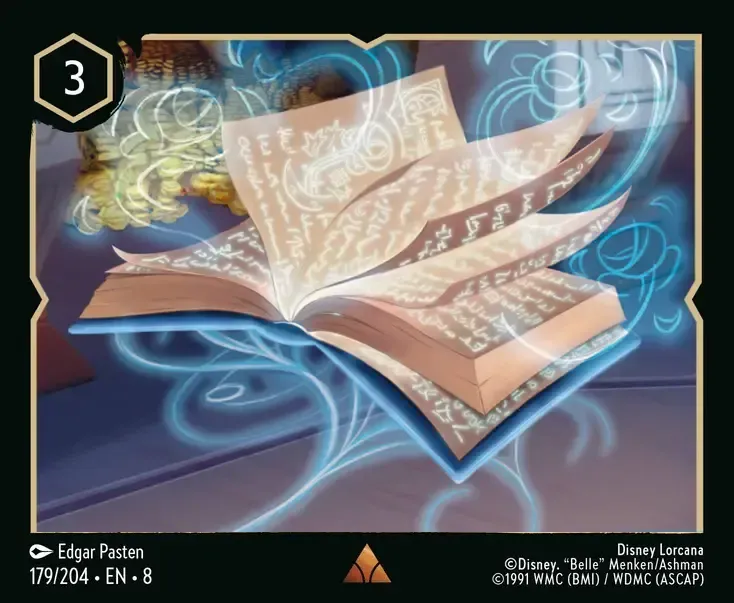 3
Edgar Pasten
179/204 • EN • 8
Disney Lorcana
©Disney. “Belle” Menken/Ashman
©1991 WMC (BMI) / WDMC (ASCAP)